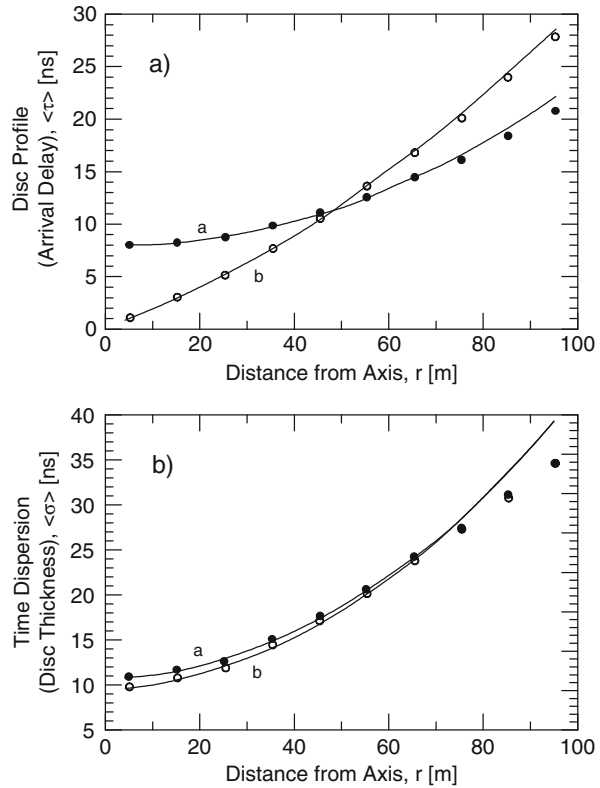 30
25
20
15
10
5
0
Disc Profile
(Arrival Delay), <τ> [ns]
a)
a
b
0 20 40 60 80 100
Distance from Axis, r [m]
40
35
30
25
20
15
10
5
Time Dispersion
(Disc Thickness), <σ> [ns]
b)
a
b
0 20 40 60 80 100
Distance from Axis, r [m]